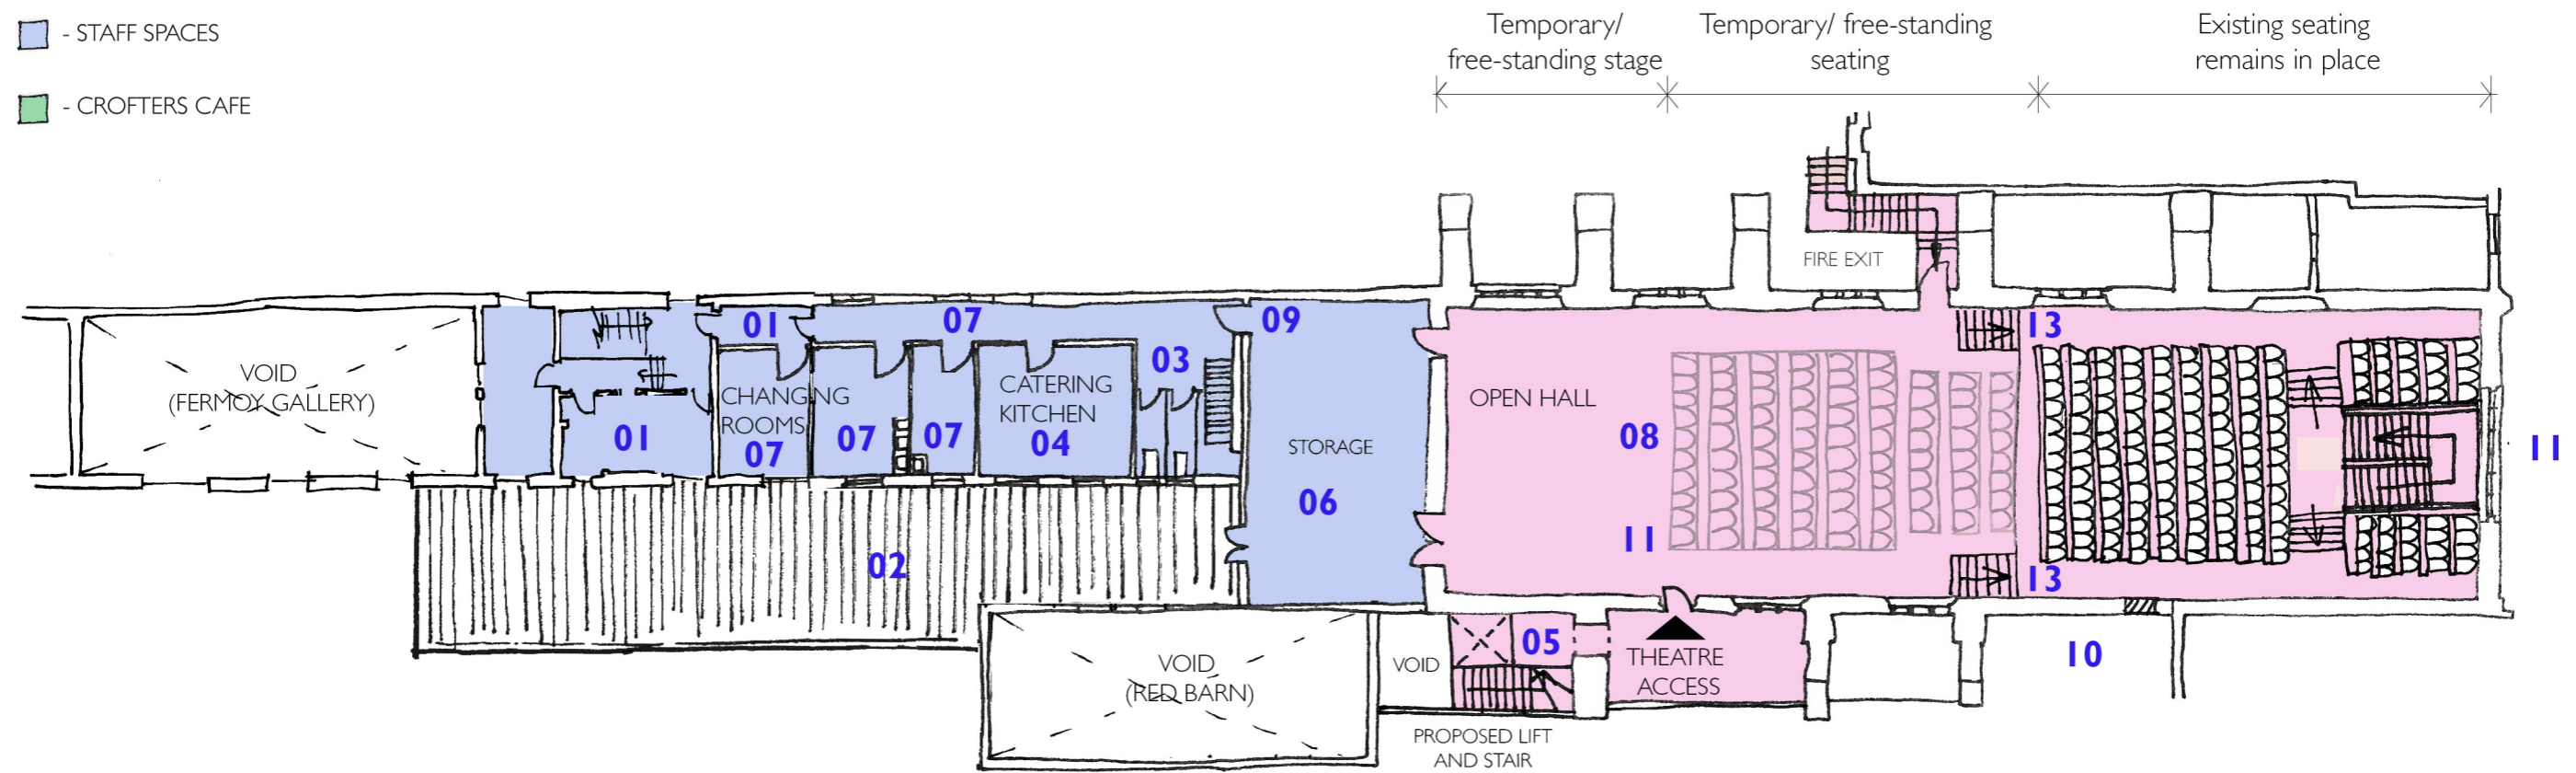 - STAFF SPACES
- CROFTERS CAFE
Temporary/
free-standing stage
Temporary/ free-standing
seating
Existing seating
remains in place
FIRE EXIT
01
07
09
13
03
VOID
(FERMOY GALLERY)
CHANGING
ROOMS
CATERING
KITCHEN
OPEN HALL
01
07
07
07
04
STORAGE
08
11
06
11
02
13
05
VOID
(RED BARN)
VOID
THEATRE
ACCESS
10
PROPOSED LIFT
AND STAIR